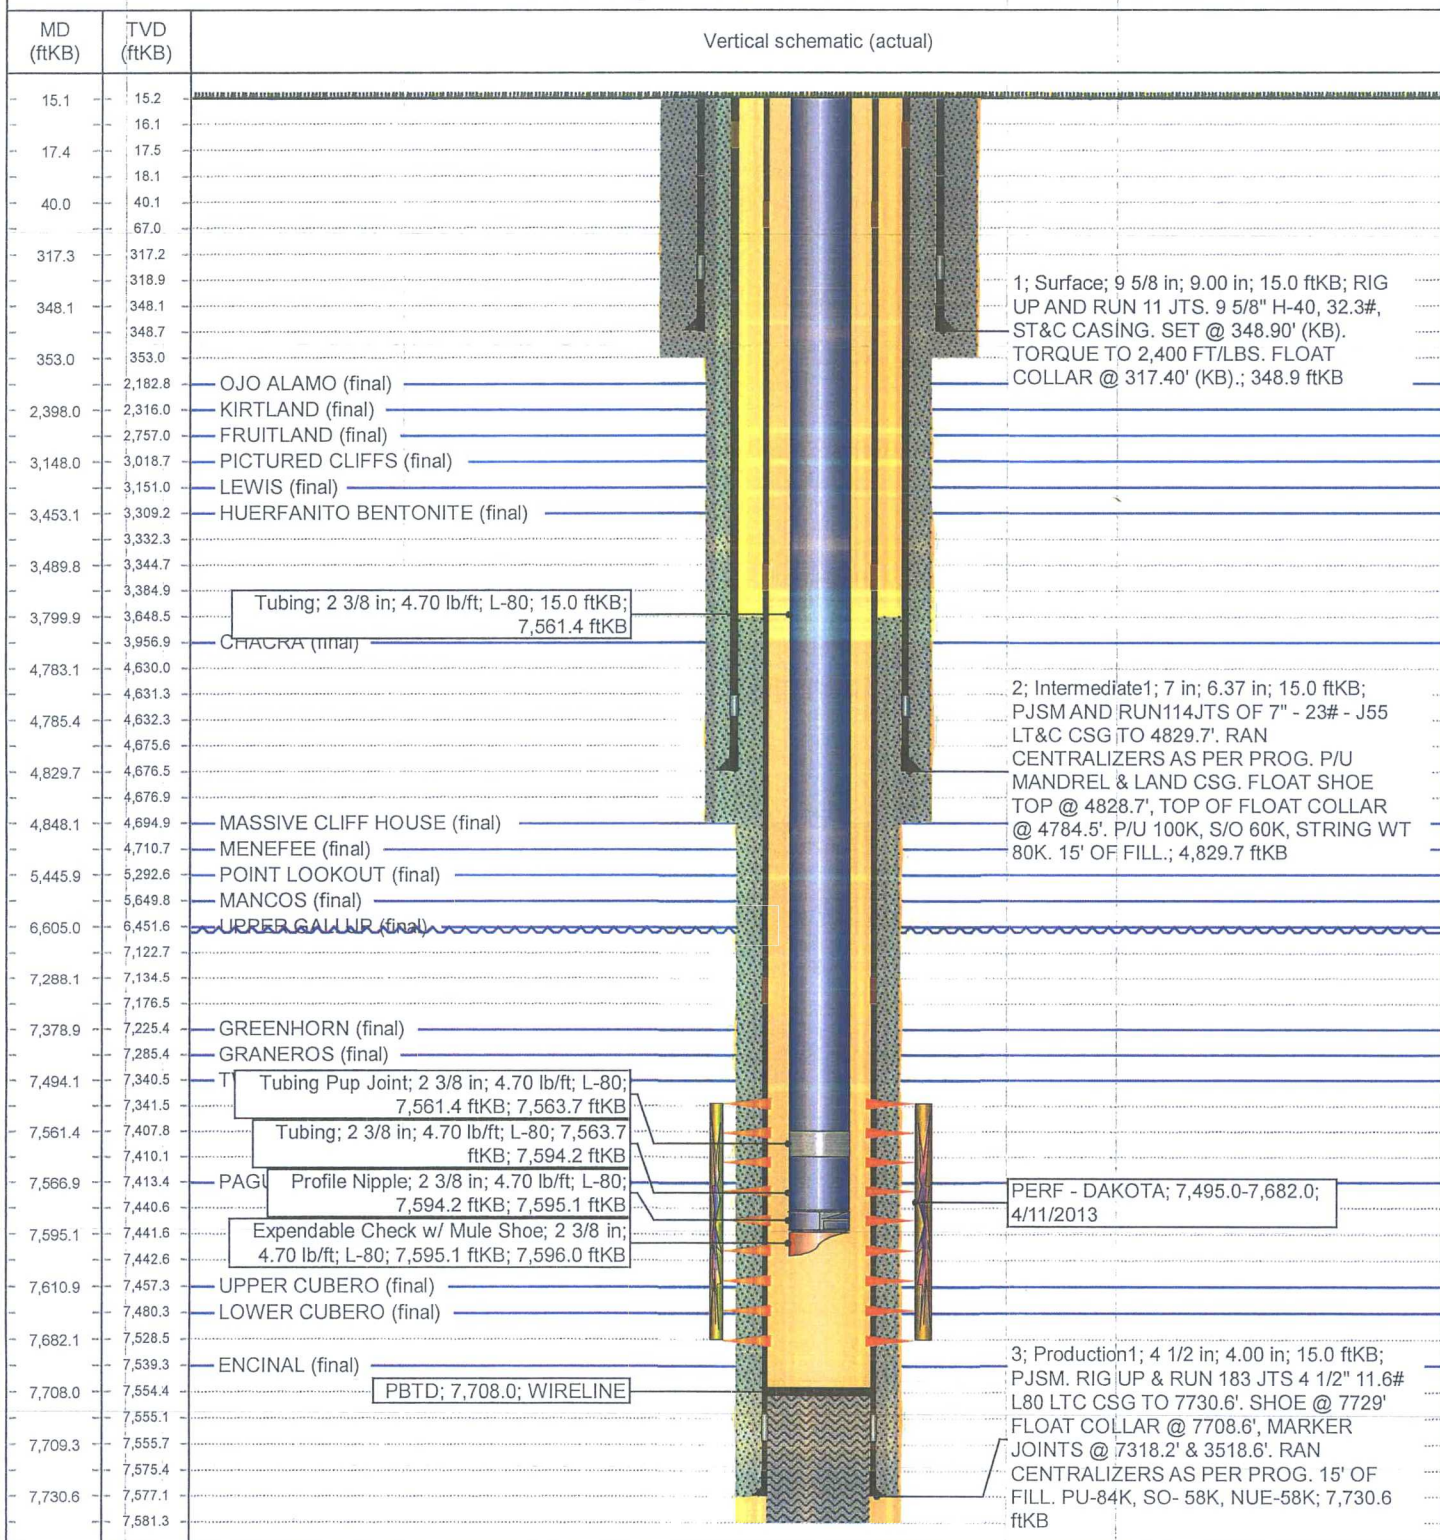 MD (ftKB)
TVD (ftKB)
Vertical schematic (actual)
15.1
15.2
16.1
17.4
17.5
18.1
40.0
40.1
67.0
317.3
317.2
318.9
348.1
348.1
348.7
353.0
353.0
2,182.8
OJO ALAMO (final)
2,398.0
2,316.0
KIRTLAND (final)
2,757.0
FRUITLAND (final)
3,148.0
3,018.7
PICTURED CLIFFS (final)
3,151.0
LEWIS (final)
3,453.1
3,309.2
HUERFANITO BENTONITE (final)
3,332.3
3,489.8
3,344.7
3,384.9
3,799.9
3,648.5
3,956.9
CHACRA (final)
4,783.1
4,630.0
4,631.3
4,785.4
4,632.3
4,675.6
4,829.7
4,676.5
4,676.9
4,848.1
4,694.9
MASSIVE CLIFF HOUSE (final)
4,710.7
MENEFEE (final)
5,445.9
5,292.6
POINT LOOKOUT (final)
5,649.8
MANCOS (final)
6,605.0
6,451.6
UPPER GALLUP (final)
7,122.7
7,288.1
7,134.5
7,176.5
7,378.9
7,225.4
GREENHORN (final)
7,285.4
GRANEROS (final)
7,494.1
7,340.5
7,341.5
7,561.4
7,407.8
7,410.1
7,566.9
7,413.4
7,440.6
7,595.1
7,441.6
7,442.6
7,610.9
7,457.3
UPPER CUBERO (final)
7,480.3
LOWER CUBERO (final)
7,682.1
7,528.5
7,539.3
ENCINAL (final)
7,708.0
7,554.4
7,555.1
7,709.3
7,555.7
7,575.4
7,730.6
7,577.1
7,581.3
Tubing; 2 3/8 in; 4.70 lb/ft; L-80; 15.0 ftKB;
7,561.4 ftKB
Tubing Pup Joint; 2 3/8 in; 4.70 lb/ft; L-80;
7,561.4 ftKB; 7,563.7 ftKB
Tubing; 2 3/8 in; 4.70 lb/ft; L-80; 7,563.7
ftKB; 7,594.2 ftKB
Profile Nipple; 2 3/8 in; 4.70 lb/ft; L-80;
7,594.2 ftKB; 7,595.1 ftKB
Expendable Check w/ Mule Shoe; 2 3/8 in;
4.70 lb/ft; L-80; 7,595.1 ftKB; 7,596.0 ftKB
PBTD; 7,708.0; WIRELINE
1; Surface; 9 5/8 in; 9.00 in; 15.0 ftKB; RIG
UP AND RUN 11 JTS. 9 5/8" H-40, 32.3#,
ST&C CASING. SET @ 348.90' (KB).
TORQUE TO 2,400 FT/LBS. FLOAT
COLLAR @ 317.40' (KB).; 348.9 ftKB
2; Intermediate1; 7 in; 6.37 in; 15.0 ftKB;
PJSM AND RUN114JTS OF 7" - 23# - J55
LT&C CSG TO 4829.7'. RAN
CENTRALIZERS AS PER PROG. P/U
MANDREL & LAND CSG. FLOAT SHOE
TOP @ 4828.7', TOP OF FLOAT COLLAR
@ 4784.5'. P/U 100K, S/O 60K, STRING WT
80K. 15' OF FILL.; 4,829.7 ftKB
PERF - DAKOTA; 7,495.0-7,682.0;
4/11/2013
3; Production1; 4 1/2 in; 4.00 in; 15.0 ftKB;
PJSM. RIG UP & RUN 183 JTS 4 1/2" 11.6#
L80 LTC CSG TO 7730.6'. SHOE @ 7729'
FLOAT COLLAR @ 7708.6', MARKER
JOINTS @ 7318.2' & 3518.6'. RAN
CENTRALIZERS AS PER PROG. 15' OF
FILL. PU-84K, SO- 58K, NUE-58K; 7,730.6
ftKB